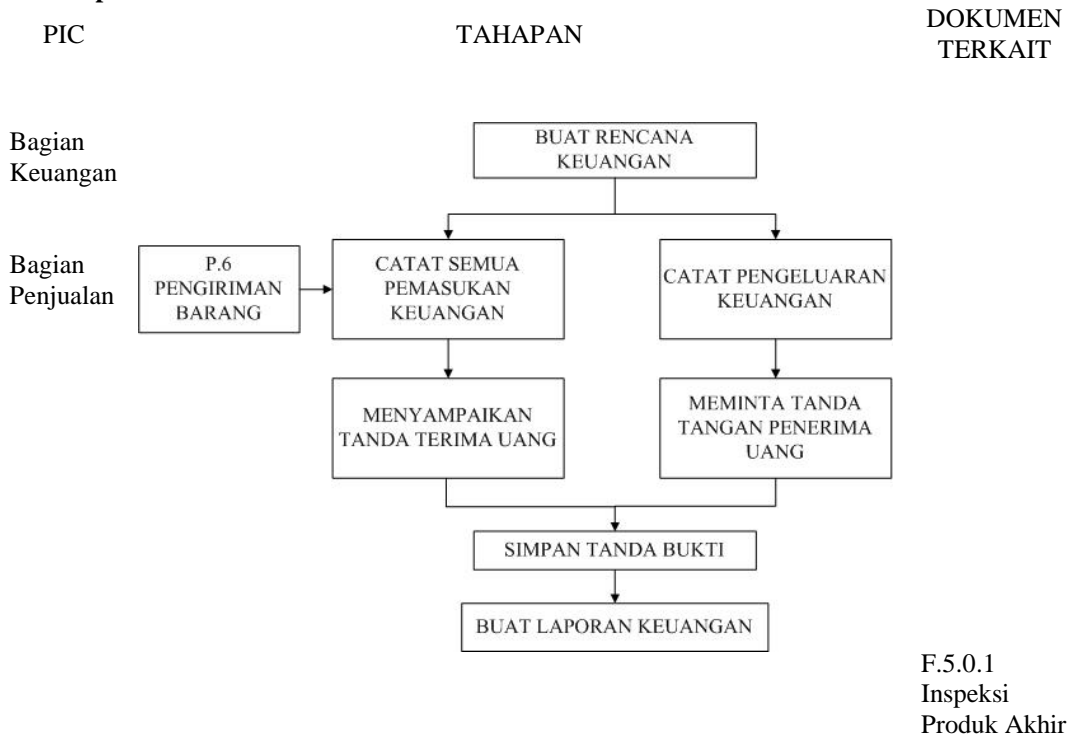 PIC
TAHAPAN
DOKUMEN
TERKAIT
Bagian
Keuangan
BUAT RENCANA
KEUANGAN
Bagian
Penjualan
P.6
PENGIRIMAN
BARANG
CATAT SEMUA
PEMASUKAN
KEUANGAN
CATAT PENGELUARAN
KEUANGAN
MENYAMPAIKAN
TANDA TERIMA UANG
MEMINTA TANDA
TANGAN PENERIMA
UANG
SIMPAN TANDA BUKTI
BUAT LAPORAN KEUANGAN
F.5.0.1
Inspeksi
Produk Akhir